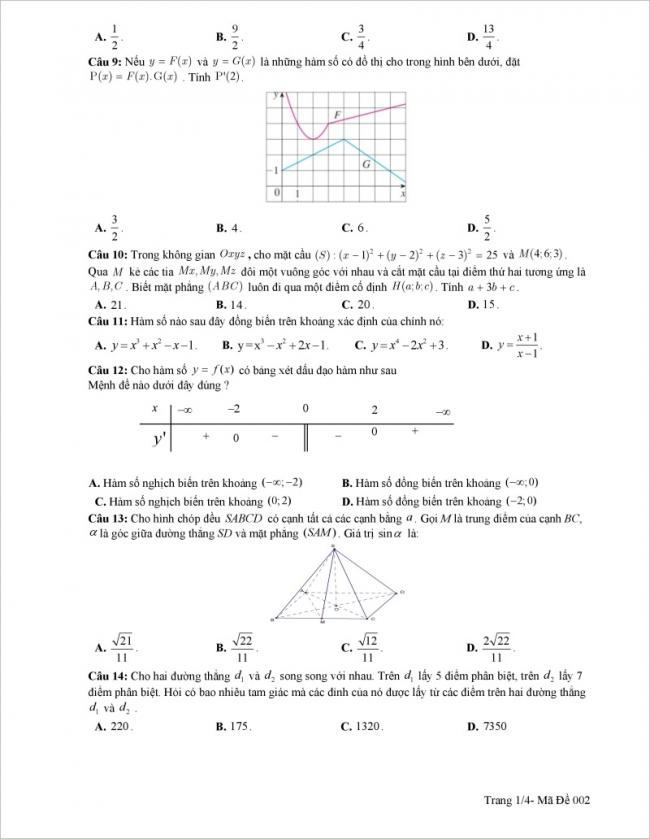 A. 1/2 . B. 9/2 . C. 3/4 . D. 13/4 .
Câu 9: Nếu y = F(x) và y = G(x) là những hàm số có đồ thị cho trong hình bên dưới, đặt
P(x) = F(x).G(x) . Tính P'(2).
y
F
G
1
0 1 x
A. 3/2 . B. 4. C. 6. D. 5/2 .
Câu 10: Trong không gian Oxyz , cho mặt cầu (S) : (x − 1)² + (y − 2)² + (z − 3)² = 25 và M(4;6;3).
Qua M kẻ các tia Mx, My, Mz đôi một vuông góc với nhau và cắt mặt cầu tại điểm thứ hai tương ứng là
A, B, C . Biết mặt phẳng (ABC) luôn đi qua một điểm cố định H(a;b;c). Tính a + 3b + c .
A. 21. B. 14. C. 20. D. 15.
Câu 11: Hàm số nào sau đây đồng biến trên khoảng xác định của chính nó:
A. y = x³ + x² − x − 1. B. y = x³ − x² + 2x − 1. C. y = x⁴ − 2x² + 3. D. y = (x+1)/(x−1) .
Câu 12: Cho hàm số y = f(x) có bảng xét dấu đạo hàm như sau
Mệnh đề nào dưới đây đúng ?
x −∞ −2 0 2 −∞
y' + 0 − − 0 +
A. Hàm số nghịch biến trên khoảng (−∞;−2) B. Hàm số đồng biến trên khoảng (−∞;0)
C. Hàm số nghịch biến trên khoảng (0;2) D. Hàm số đồng biến trên khoảng (−2;0)
Câu 13: Cho hình chóp đều SABCD có cạnh tất cả các cạnh bằng a. Gọi M là trung điểm của cạnh BC,
α là góc giữa đường thẳng SD và mặt phẳng (SAM). Giá trị sin α là:
A. √21/11 . B. √22/11 . C. √12/11 . D. 2√22/11 .
Câu 14: Cho hai đường thẳng d₁ và d₂ song song với nhau. Trên d₁ lấy 5 điểm phân biệt, trên d₂ lấy 7
điểm phân biệt. Hỏi có bao nhiêu tam giác mà các đỉnh của nó được lấy từ các điểm trên hai đường thẳng
d₁ và d₂ .
A. 220. B. 175. C. 1320. D. 7350
Trang 1/4- Mã Đề 002